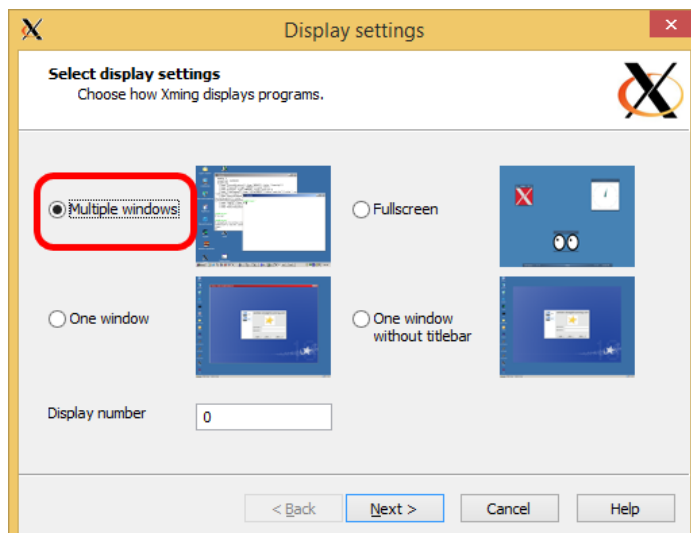 Display settings
Select display settings
Choose how Xming displays programs.
Multiple windows
Fullscreen
One window
One window
without titlebar
Display number
0
< Back
Next >
Cancel
Help